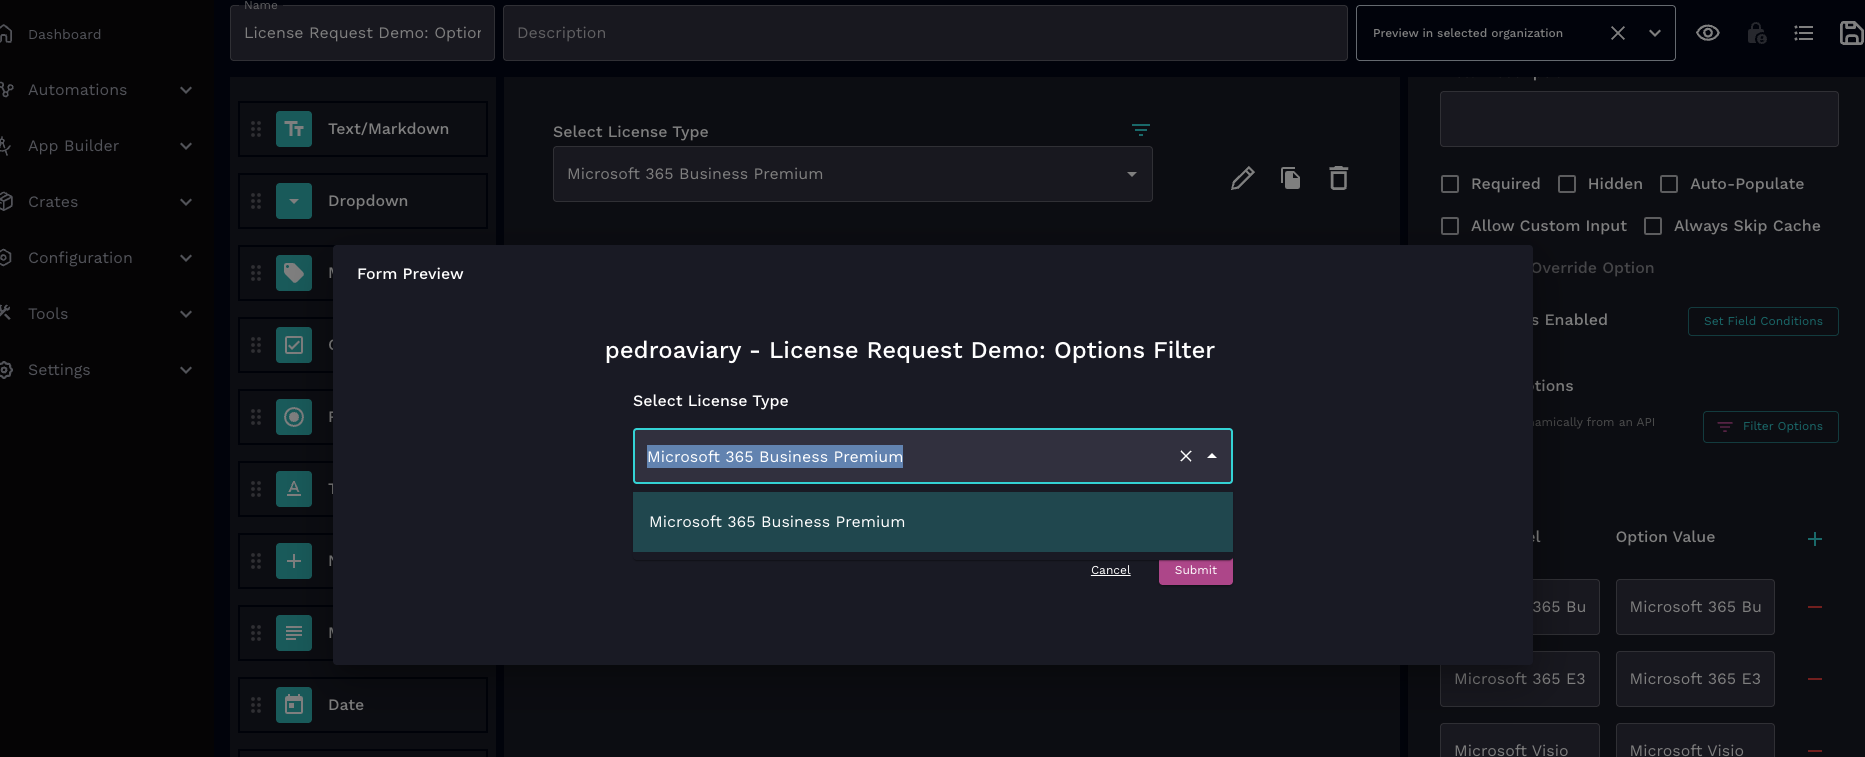 Name
License Request Demo: Option
Description
Preview in selected organization
Dashboard
Automations
App Builder
Crates
Configuration
Tools
Settings
Text/Markdown
Dropdown
Date
Select License Type
Microsoft 365 Business Premium
Required
Hidden
Auto-Populate
Allow Custom Input
Always Skip Cache
Override Option
s Enabled
Set Field Conditions
tions
namically from an API
Filter Options
el
Option Value
365 Bu
Microsoft 365 Bu
Microsoft 365 E3
Microsoft 365 E3
Microsoft Visio
Microsoft Visio
Form Preview
pedroaviary - License Request Demo: Options Filter
Select License Type
Microsoft 365 Business Premium
Microsoft 365 Business Premium
Cancel
Submit